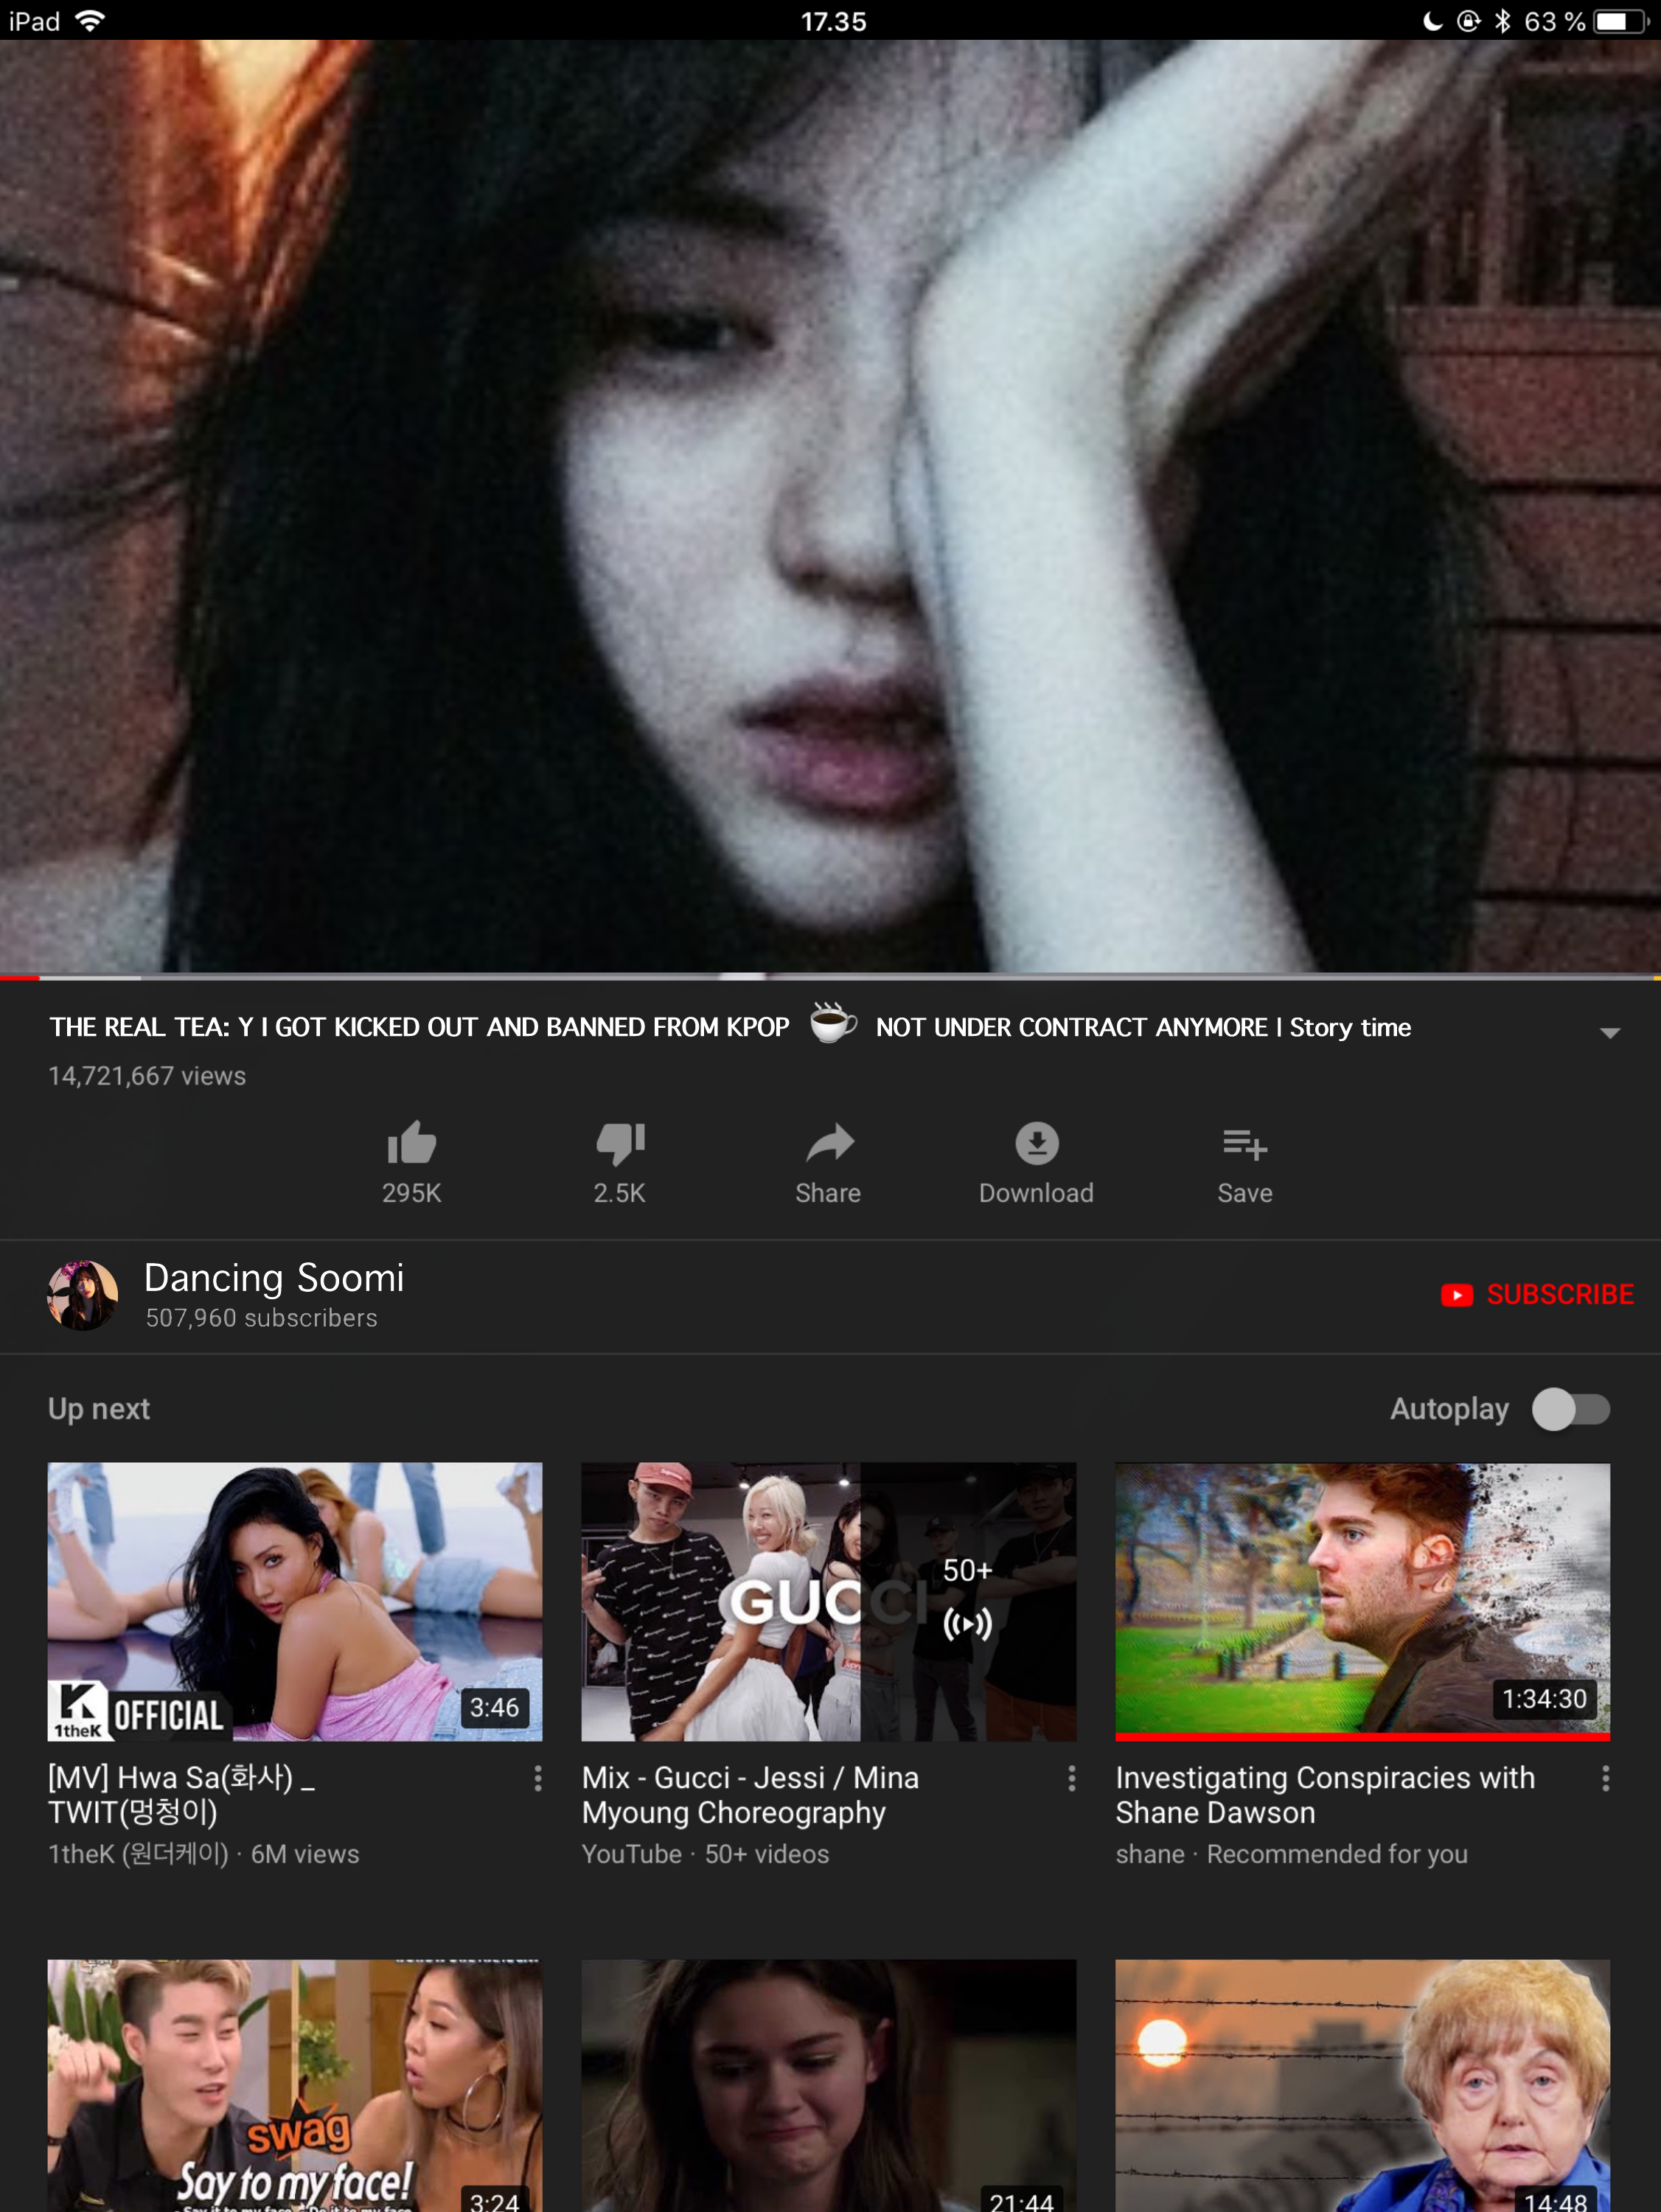 iPad 17.35 63 %
THE REAL TEA: Y I GOT KICKED OUT AND BANNED FROM KPOP ☕ NOT UNDER CONTRACT ANYMORE | Story time
14,721,667 views
295K 2.5K Share Download Save
Dancing Soomi
507,960 subscribers
SUBSCRIBE
Up next Autoplay
1theK OFFICIAL
3:46
GUCCI
50+
1:34:30
[MV] Hwa Sa(화사) _
TWIT(멍청이)
1theK (원더케이) · 6M views
Mix - Gucci - Jessi / Mina
Myoung Choreography
YouTube · 50+ videos
Investigating Conspiracies with
Shane Dawson
shane · Recommended for you
swag
Say to my face!
3:24
21:44
14:48